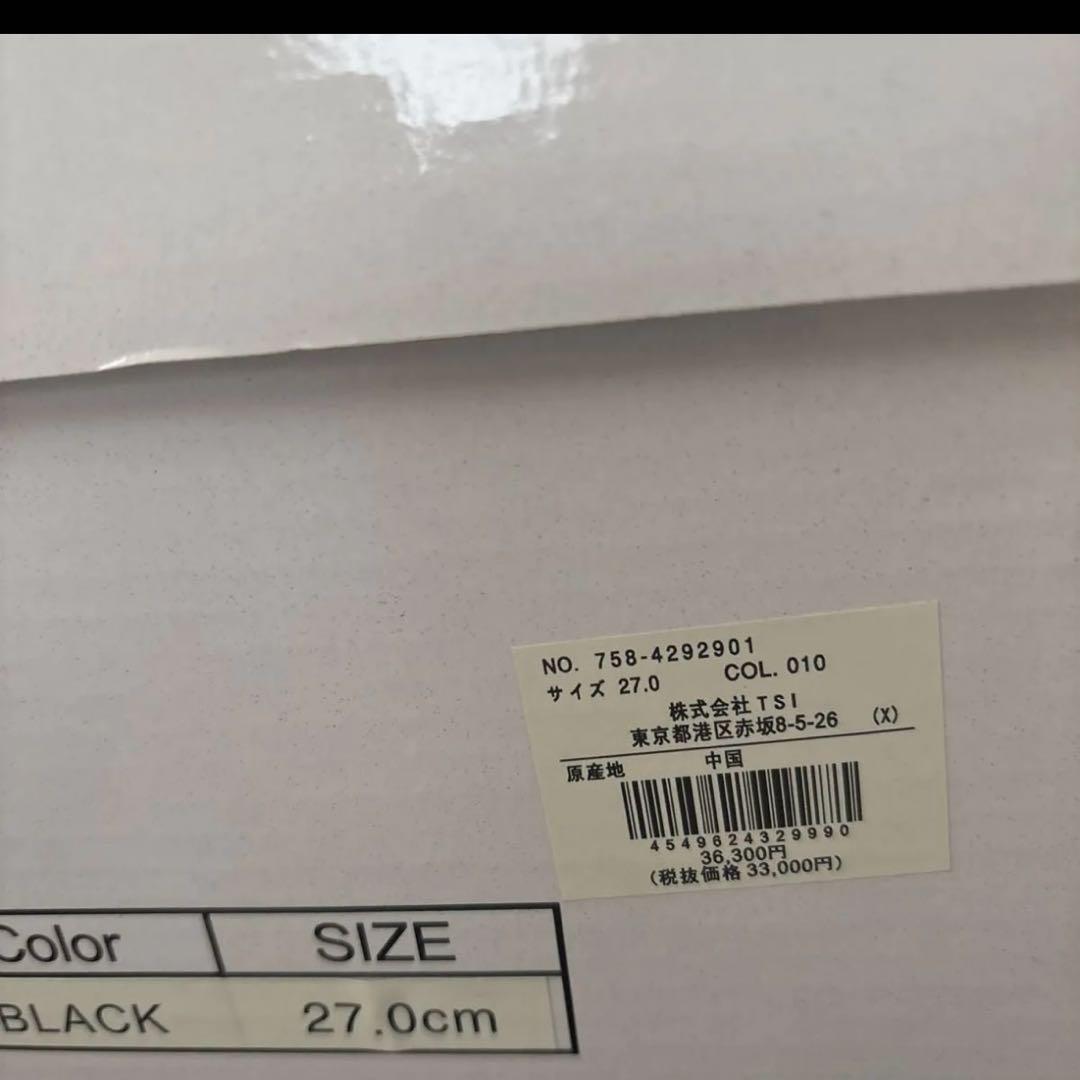 NO. 758-4292901
サイズ 27.0 COL. 010
株式会社TSI
東京都港区赤坂8-5-26 (X)
原産地 中国
4549624329990
36,300円
(税抜価格 33,000円)
Color SIZE
BLACK 27.0cm